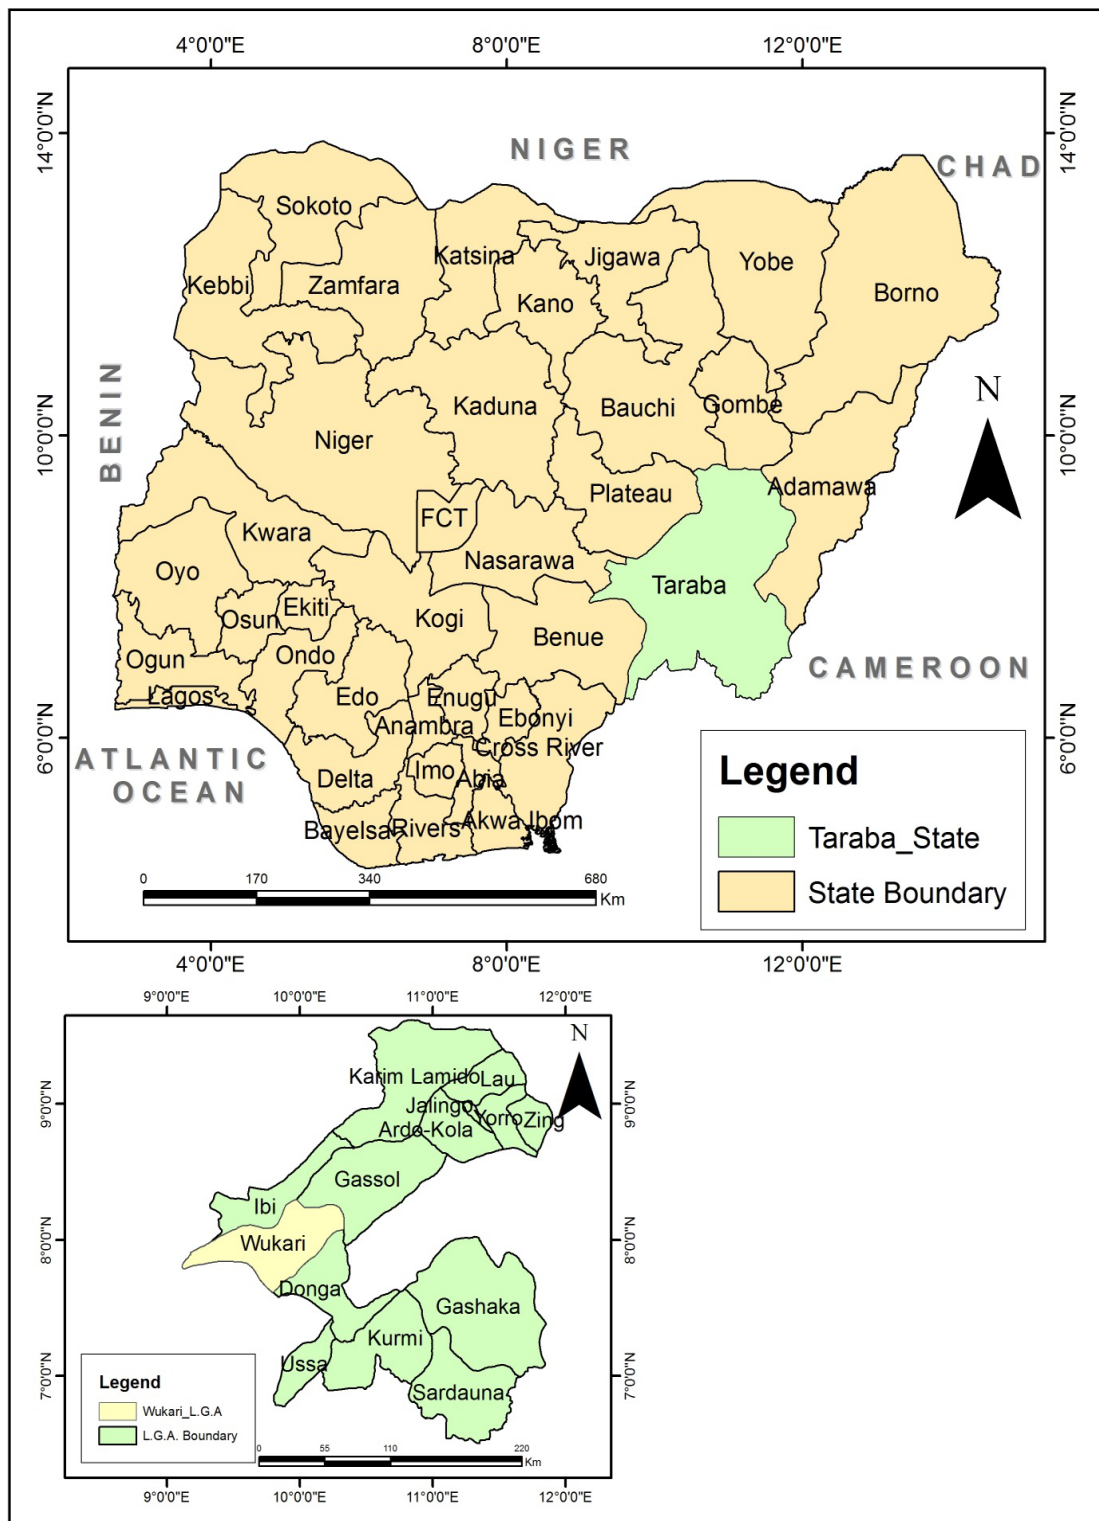 4°0'0"E 8°0'0"E 12°0'0"E
14°0'0"N
14°0'0"N
NIGER
CHAD
Sokoto
Katsina
Jigawa
Yobe
Kebbi
Zamfara
Kano
Borno
BENIN
N
10°0'0"N
10°0'0"N
Kaduna
Bauchi
Gombe
Niger
Plateau
Adamawa
FCT
Kwara
Nasarawa
Oyo
Taraba
Ekiti
Osun
Kogi
Benue
Ogun
Ondo
CAMEROON
Lagos
Edo
Enugu
Anambra
Ebonyi
Cross River
6°0'0"N
6°0'0"N
ATLANTIC
OCEAN
Delta
Imo
Abia
Bayelsa
Rivers
Akwa Ibom
Legend
Taraba_State
State Boundary
0 170 340 680
Km
4°0'0"E 8°0'0"E 12°0'0"E
9°0'0"E 10°0'0"E 11°0'0"E 12°0'0"E
N
9°0'0"N
9°0'0"N
Karim Lamido
Lau
Jalingo
Yorro
Zing
Ardo-Kola
Gassol
Ibi
8°0'0"N
8°0'0"N
Wukari
Donga
Gashaka
Kurmi
Ussa
Sardauna
7°0'0"N
7°0'0"N
Legend
Wukari_L.G.A
L.G.A. Boundary
0 55 110 220
Km
9°0'0"E 10°0'0"E 11°0'0"E 12°0'0"E